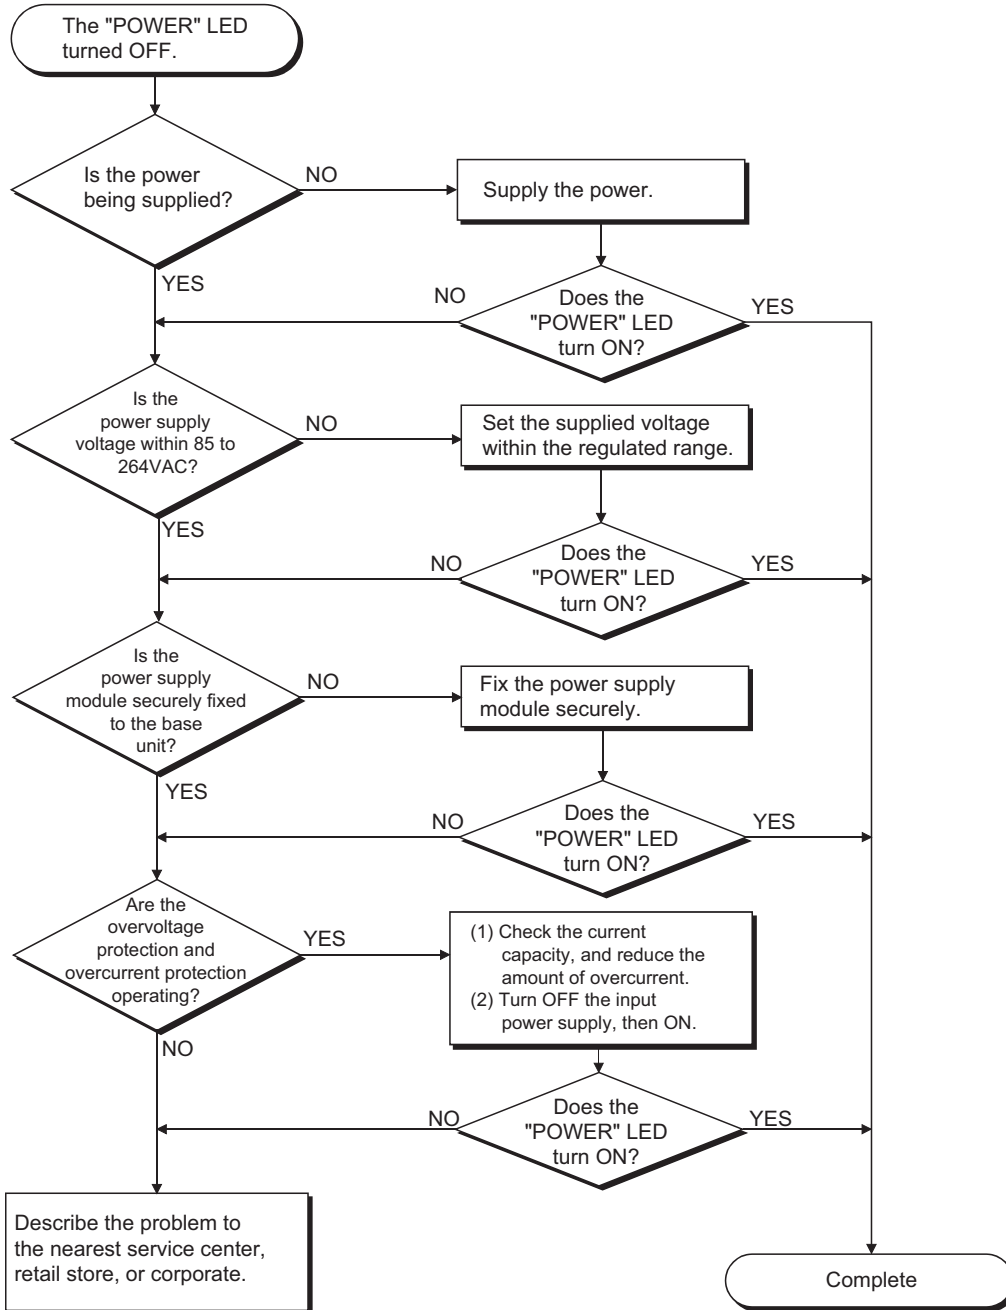 The "POWER" LED
turned OFF.
Is the power
being supplied?
NO
Supply the power.
YES
NO
Does the
"POWER" LED
turn ON?
YES
Is the
power supply
voltage within 85 to
264VAC?
NO
Set the supplied voltage
within the regulated range.
YES
NO
Does the
"POWER" LED
turn ON?
YES
Is the
power supply
module securely fixed
to the base
unit?
NO
Fix the power supply
module securely.
YES
NO
Does the
"POWER" LED
turn ON?
YES
Are the
overvoltage
protection and
overcurrent protection
operating?
YES
(1) Check the current
capacity, and reduce the
amount of overcurrent.
(2) Turn OFF the input
power supply, then ON.
NO
NO
Does the
"POWER" LED
turn ON?
YES
Describe the problem to
the nearest service center,
retail store, or corporate.
Complete